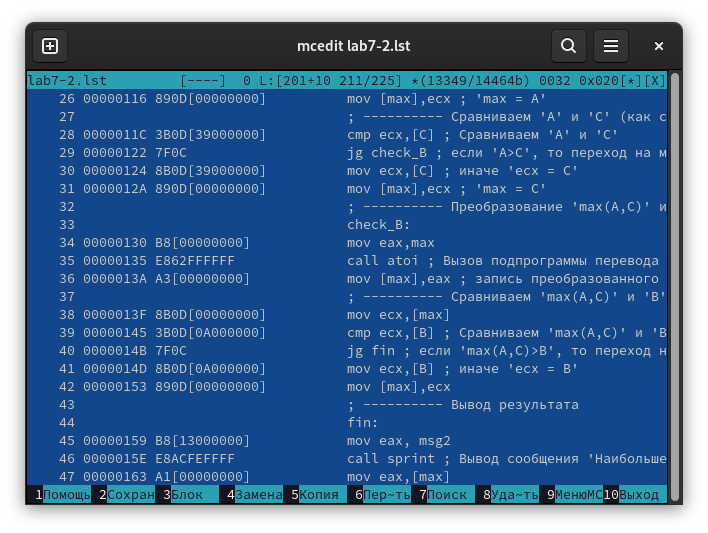 mcedit lab7-2.lst
lab7-2.lst [----] 0 L:[201+10 211/225] *(13349/14464b) 0032 0x020[*][X]
26 00000116 890D[00000000] mov [max],ecx ; 'max = A'
27 ; ---------- Сравниваем 'A' и 'С' (как с
28 0000011C 3B0D[39000000] cmp ecx,[C] ; Сравниваем 'A' и 'С'
29 00000122 7F0C jg check_B ; если 'A>C', то переход на м
30 00000124 8B0D[39000000] mov ecx,[C] ; иначе 'ecx = C'
31 0000012A 890D[00000000] mov [max],ecx ; 'max = C'
32 ; ---------- Преобразование 'max(A,C)' и
33 check_B:
34 00000130 B8[00000000] mov eax,max
35 00000135 E862FFFFFF call atoi ; Вызов подпрограммы перевода
36 0000013A A3[00000000] mov [max],eax ; запись преобразованного
37 ; ---------- Сравниваем 'max(A,C)' и 'B'
38 0000013F 8B0D[00000000] mov ecx,[max]
39 00000145 3B0D[0A000000] cmp ecx,[B] ; Сравниваем 'max(A,C)' и 'B
40 0000014B 7F0C jg fin ; если 'max(A,C)>B', то переход н
41 0000014D 8B0D[0A000000] mov ecx,[B] ; иначе 'ecx = B'
42 00000153 890D[00000000] mov [max],ecx
43 ; ---------- Вывод результата
44 fin:
45 00000159 B8[13000000] mov eax, msg2
46 0000015E E8ACFEFFFF call sprint ; Вывод сообщения 'Наибольше
47 00000163 A1[00000000] mov eax,[max]
1Помощь 2Сохран 3Блок 4Замена 5Копия 6Пер~ть 7Поиск 8Уда~ть 9МенюMC 10Выход